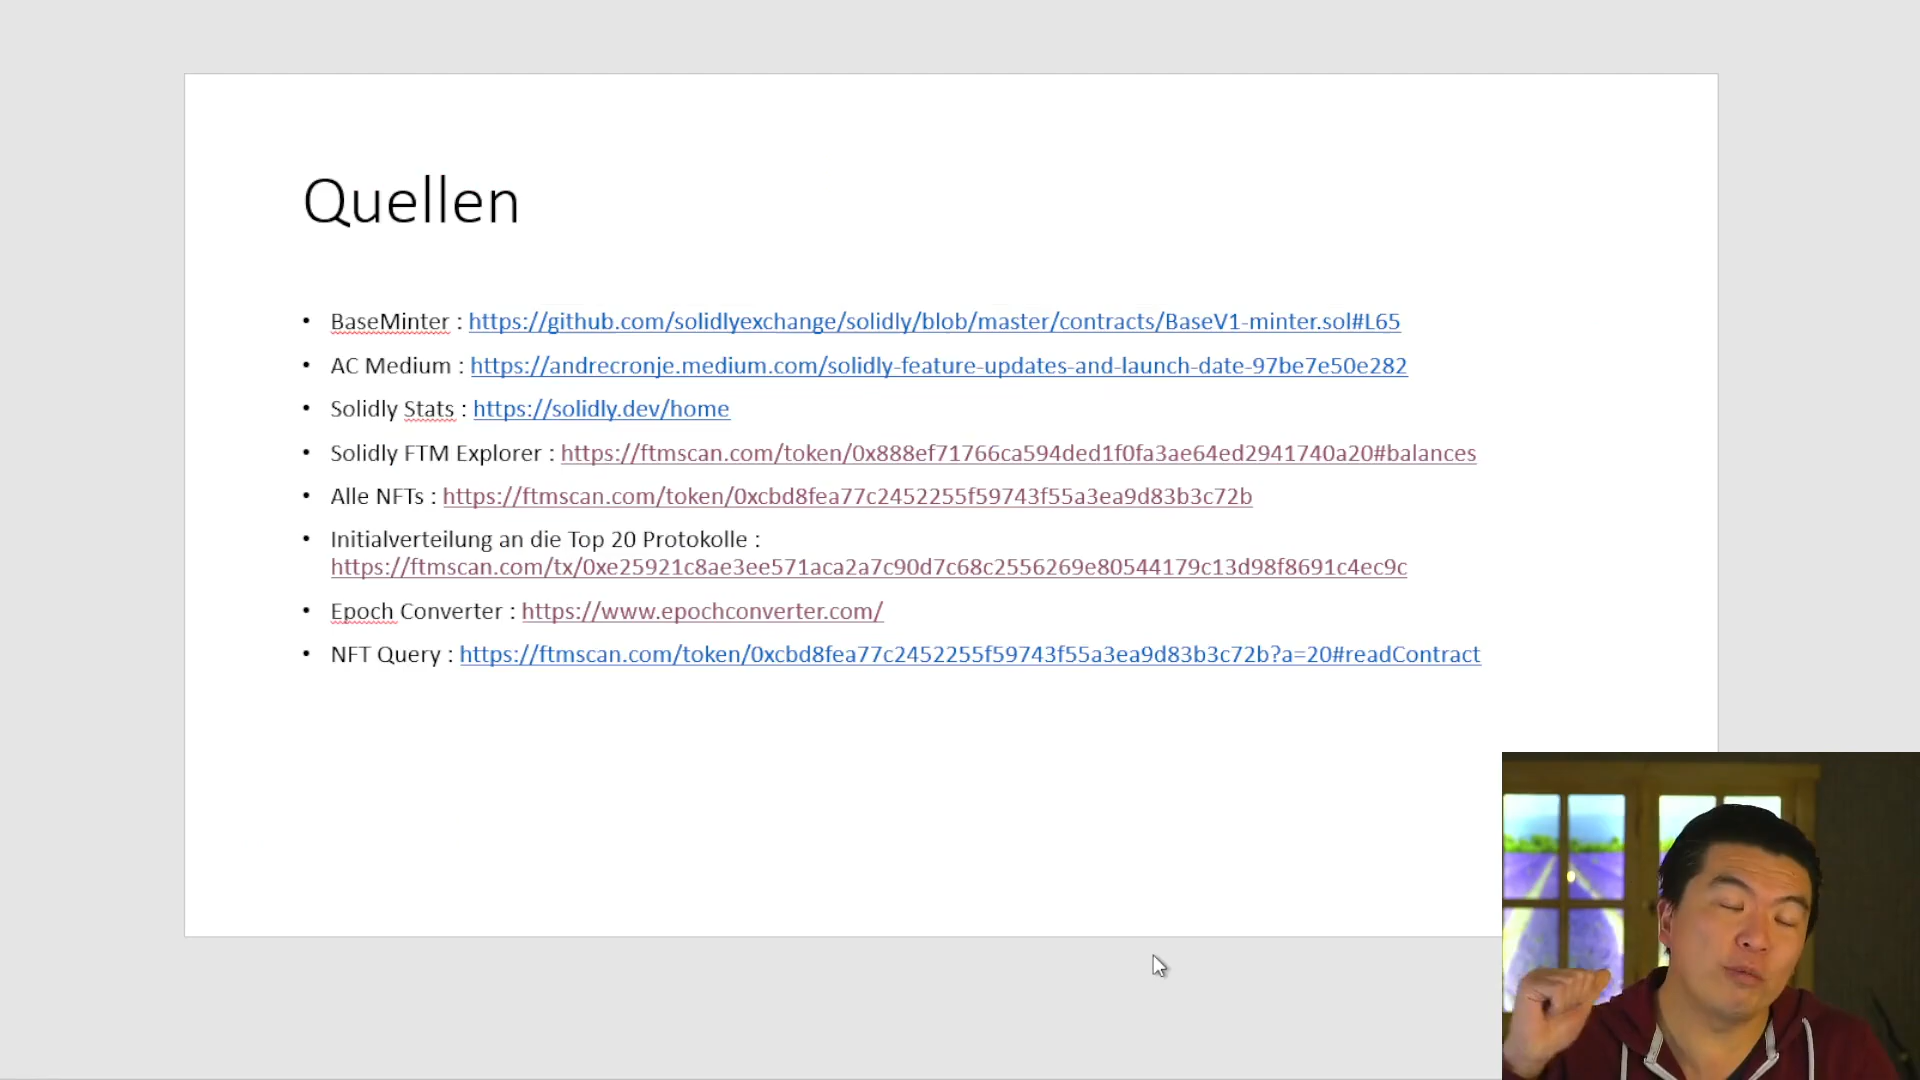 Quellen
• BaseMinter : https://github.com/solidlyexchange/solidly/blob/master/contracts/BaseV1-minter.sol#L65
• AC Medium : https://andrecronje.medium.com/solidly-feature-updates-and-launch-date-97be7e50e282
• Solidly Stats : https://solidly.dev/home
• Solidly FTM Explorer : https://ftmscan.com/token/0x888ef71766ca594ded1f0fa3ae64ed2941740a20#balances
• Alle NFTs : https://ftmscan.com/token/0xcbd8fea77c2452255f59743f55a3ea9d83b3c72b
• Initialverteilung an die Top 20 Protokolle :
https://ftmscan.com/tx/0xe25921c8ae3ee571aca2a7c90d7c68c2556269e80544179c13d98f8691c4ec9c
• Epoch Converter : https://www.epochconverter.com/
• NFT Query : https://ftmscan.com/token/0xcbd8fea77c2452255f59743f55a3ea9d83b3c72b?a=20#readContract